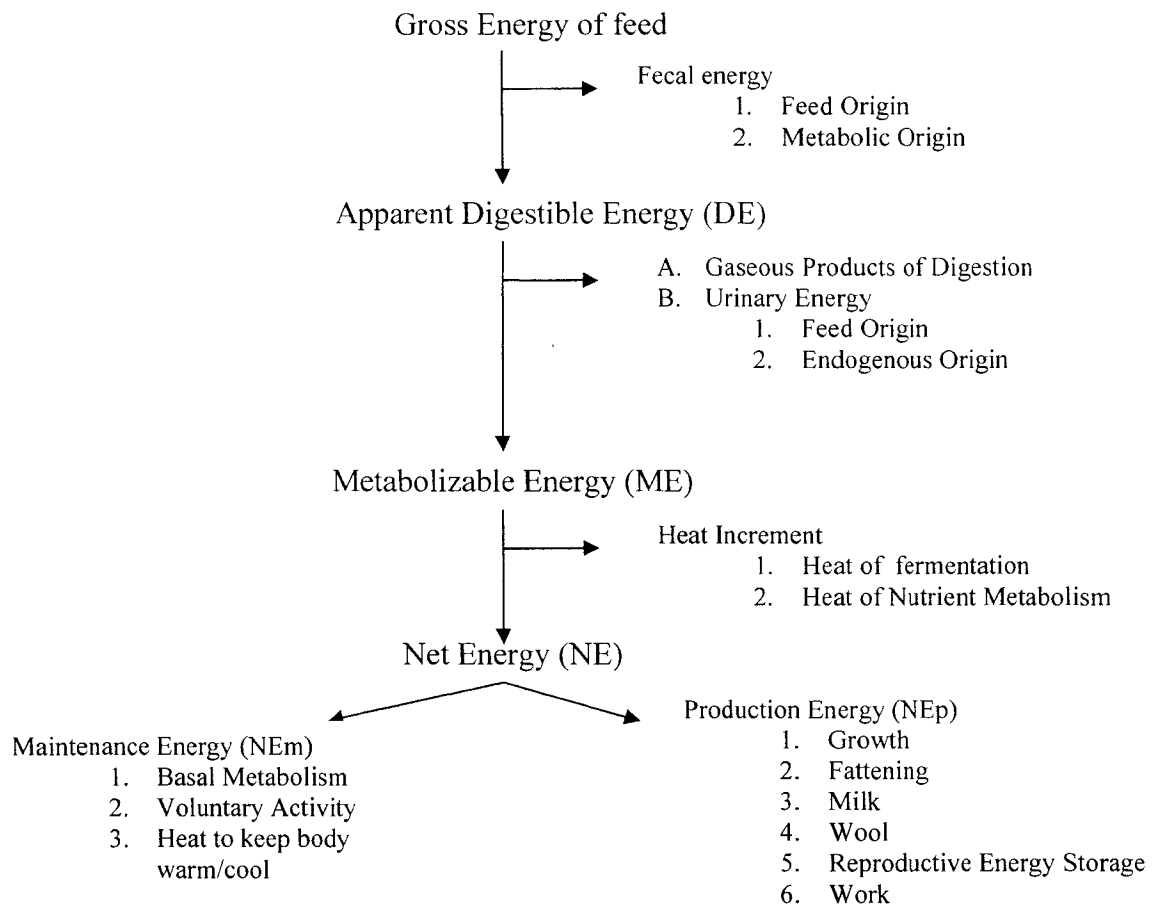 Gross Energy of feed
Fecal energy
1. Feed Origin
2. Metabolic Origin
Apparent Digestible Energy (DE)
A. Gaseous Products of Digestion
B. Urinary Energy
1. Feed Origin
2. Endogenous Origin
Metabolizable Energy (ME)
Heat Increment
1. Heat of fermentation
2. Heat of Nutrient Metabolism
Net Energy (NE)
Maintenance Energy (NEm)
1. Basal Metabolism
2. Voluntary Activity
3. Heat to keep body
warm/cool
Production Energy (NEp)
1. Growth
2. Fattening
3. Milk
4. Wool
5. Reproductive Energy Storage
6. Work